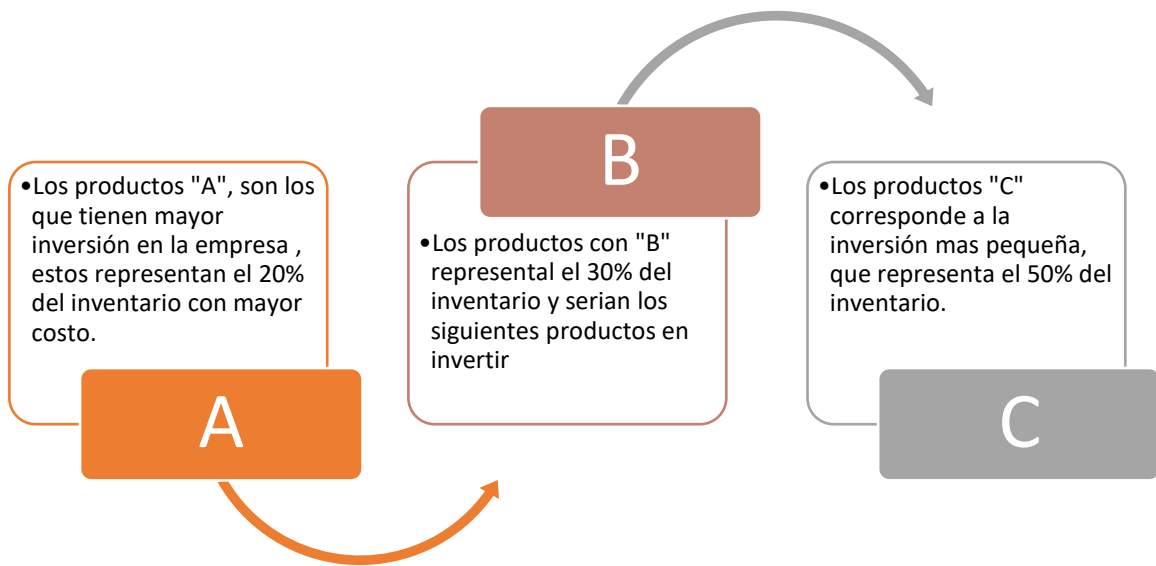 •Los productos "A", son los
que tienen mayor
inversión en la empresa ,
estos representan el 20%
del inventario con mayor
costo.
A
B
•Los productos con "B"
represental el 30% del
inventario y serian los
siguientes productos en
invertir
•Los productos "C"
corresponde a la
inversión mas pequeña,
que representa el 50% del
inventario.
C